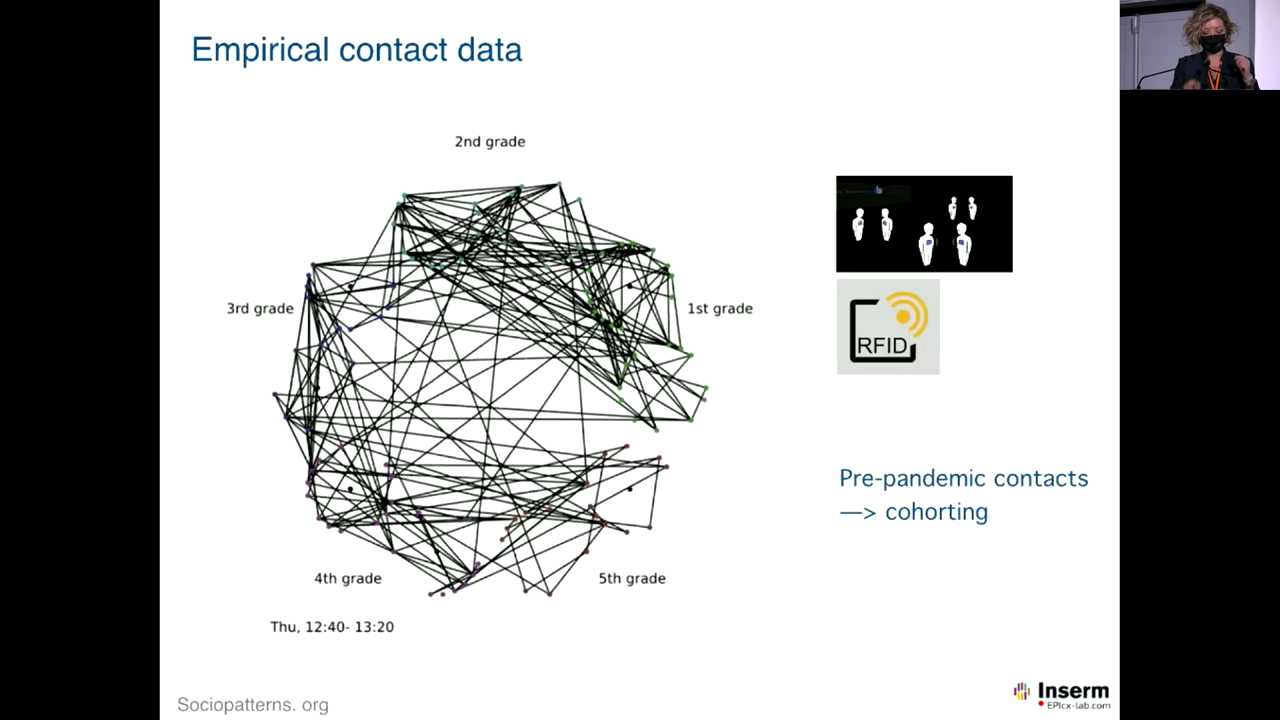 Empirical contact data
2nd grade
3rd grade
1st grade
RFID
Pre-pandemic contacts
—> cohorting
4th grade
5th grade
Thu, 12:40- 13:20
Sociopatterns. org
Inserm
EPIcx-lab.com